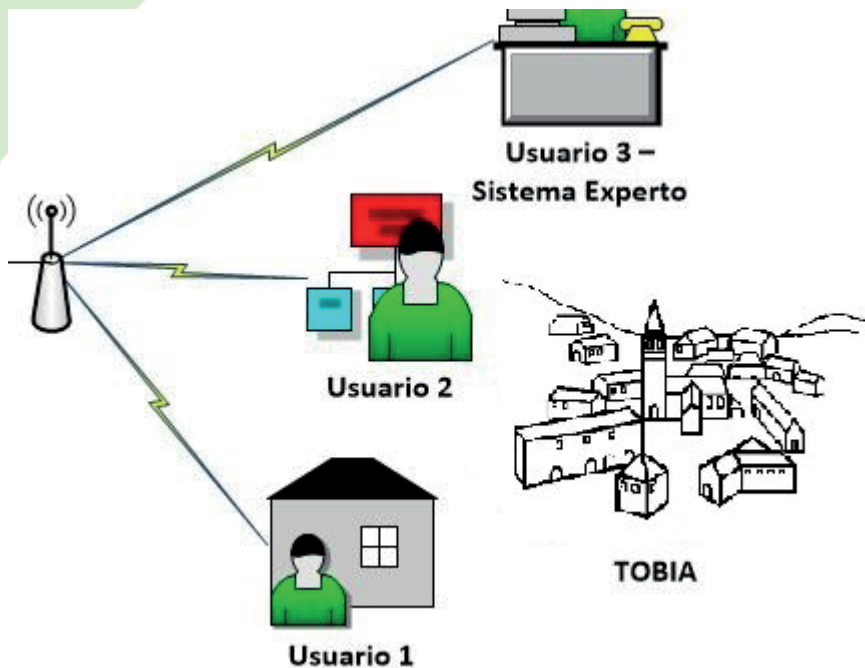 Usuario 3 –
Sistema Experto
Usuario 2
TOBIA
Usuario 1